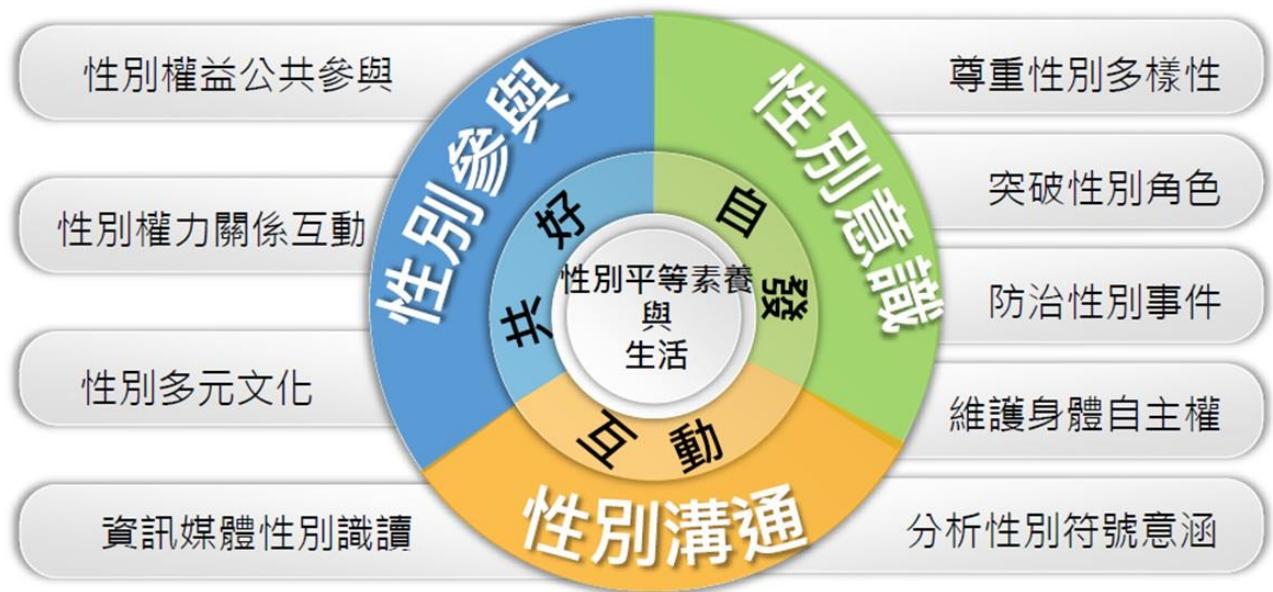 性別權益公共參與
性別權力關係互動
性別多元文化
資訊媒體性別識讀
性別參與
共好
性別意識
自發
性別溝通
互動
性別平等素養
與
生活
尊重性別多樣性
突破性別角色
防治性別事件
維護身體自主權
分析性別符號意涵